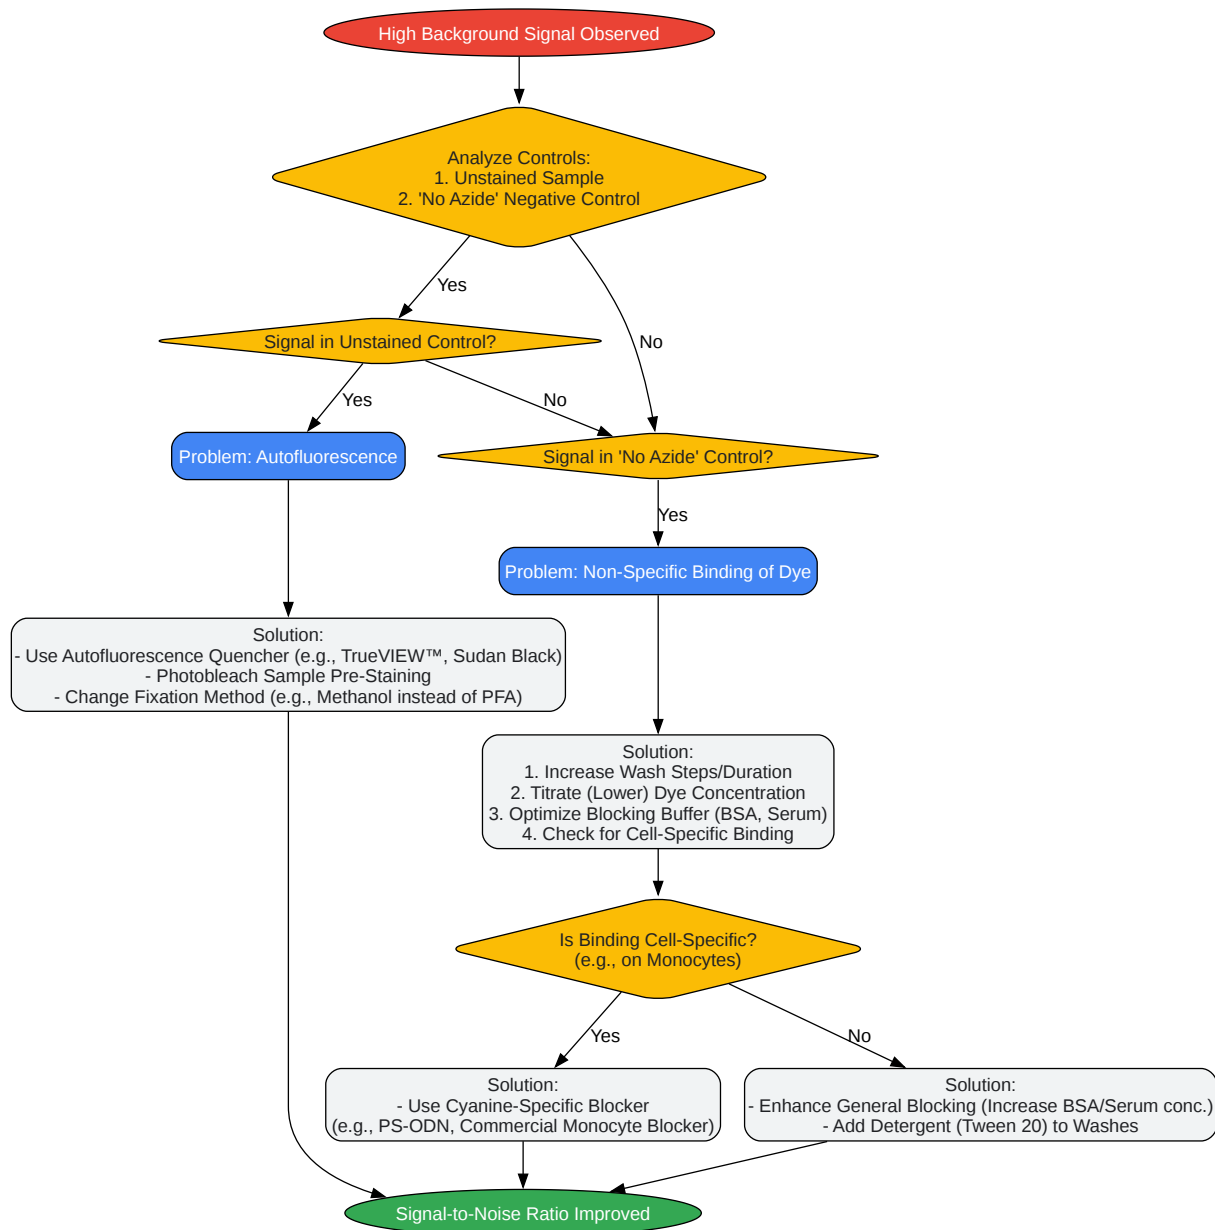 High Background Signal Observed
Analyze Controls:
1. Unstained Sample
2. 'No Azide' Negative Control
Yes
No
Signal in Unstained Control?
Yes
No
Problem: Autofluorescence
Signal in 'No Azide' Control?
Yes
Problem: Non-Specific Binding of Dye
Solution:
- Use Autofluorescence Quencher (e.g., TrueVIEW™, Sudan Black)
- Photobleach Sample Pre-Staining
- Change Fixation Method (e.g., Methanol instead of PFA)
Solution:
1. Increase Wash Steps/Duration
2. Titrate (Lower) Dye Concentration
3. Optimize Blocking Buffer (BSA, Serum)
4. Check for Cell-Specific Binding
Is Binding Cell-Specific?
(e.g., on Monocytes)
Yes
No
Solution:
- Use Cyanine-Specific Blocker
(e.g., PS-ODN, Commercial Monocyte Blocker)
Solution:
- Enhance General Blocking (Increase BSA/Serum conc.)
- Add Detergent (Tween 20) to Washes
Signal-to-Noise Ratio Improved